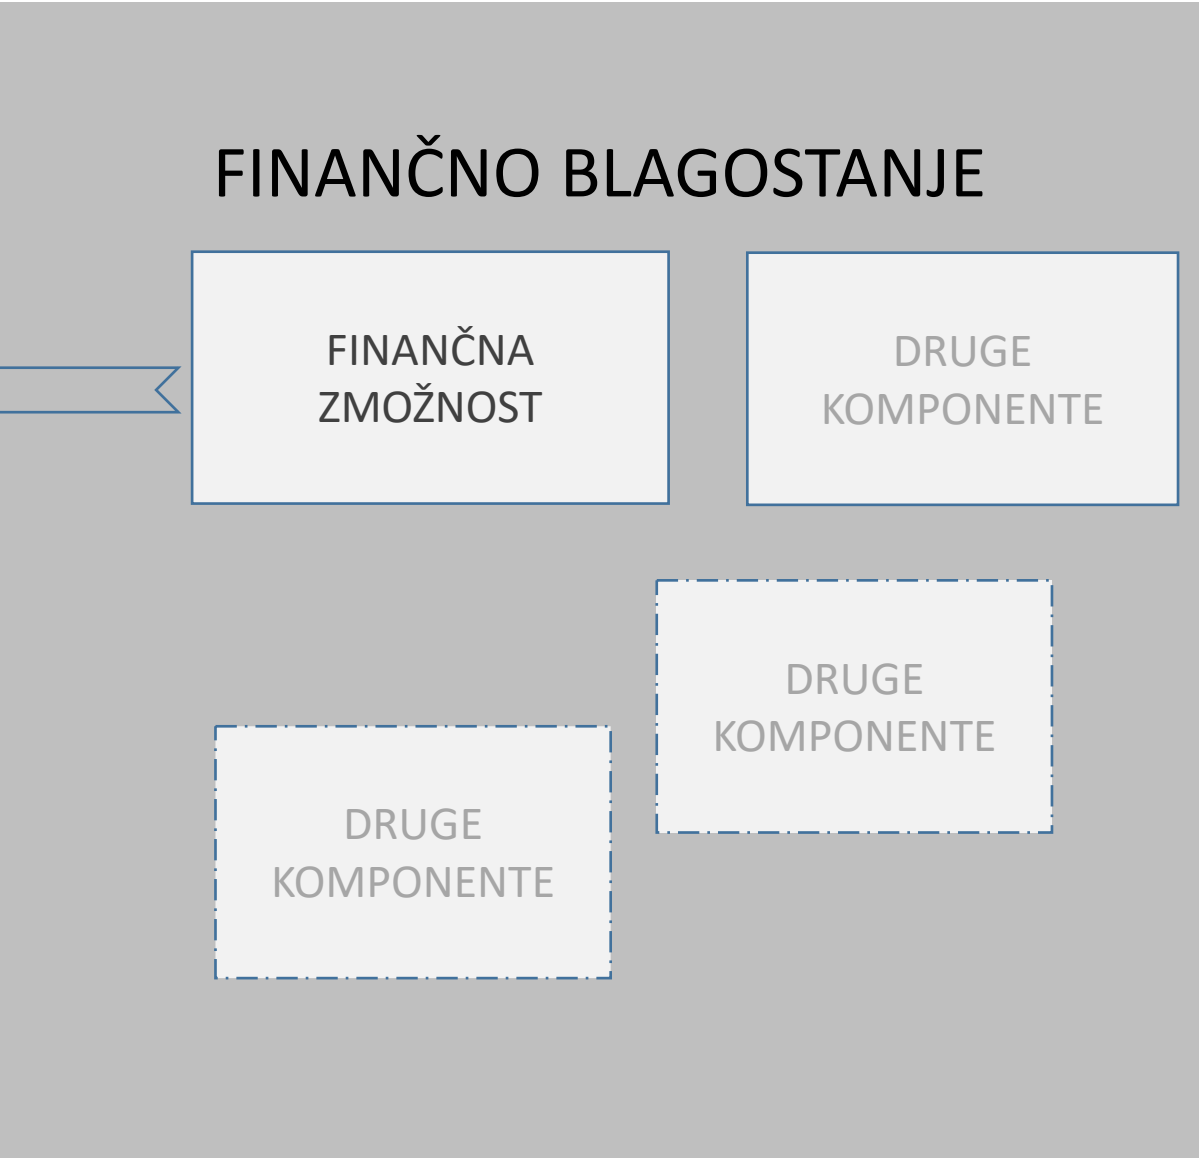 FINANČNO BLAGOSTANJE
FINANČNA
ZMOŽNOST
DRUGE
KOMPONENTE
DRUGE
KOMPONENTE
DRUGE
KOMPONENTE